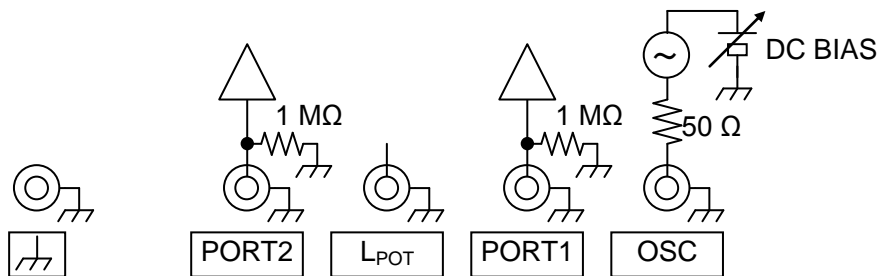 DC BIAS
1 MΩ
1 MΩ
50 Ω
PORT2
LPOT
PORT1
OSC